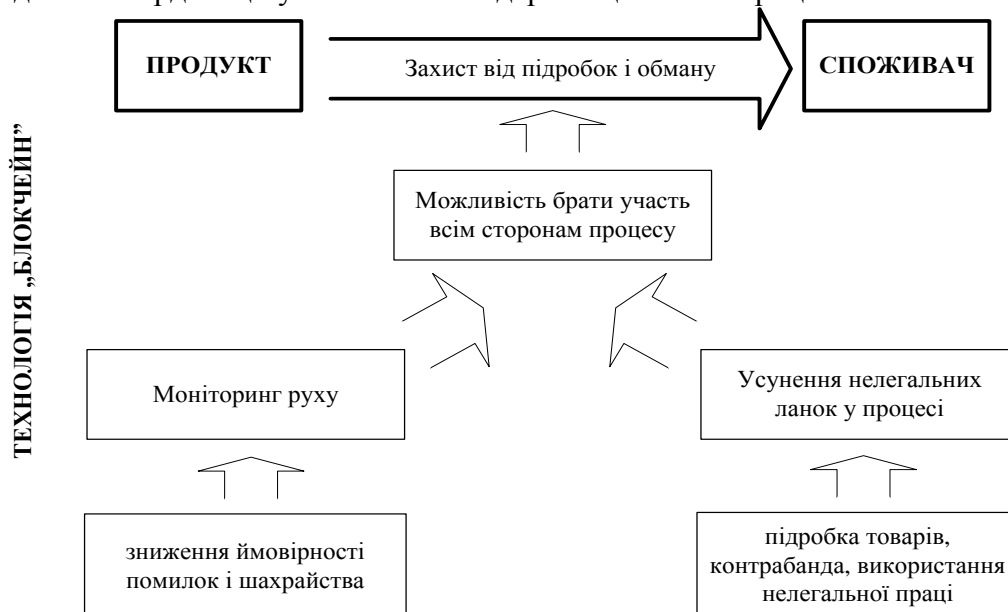 ПРОДУКТ
Захист від підробок і обману
СПОЖИВАЧ
ТЕХНОЛОГІЯ „БЛОКЧЕЙН”
Можливість брати участь
всім сторонам процесу
Моніторинг руху
Усунення нелегальних
ланок у процесі
зниження ймовірності
помилок і шахрайства
підробка товарів,
контрабанда, використання
нелегальної праці